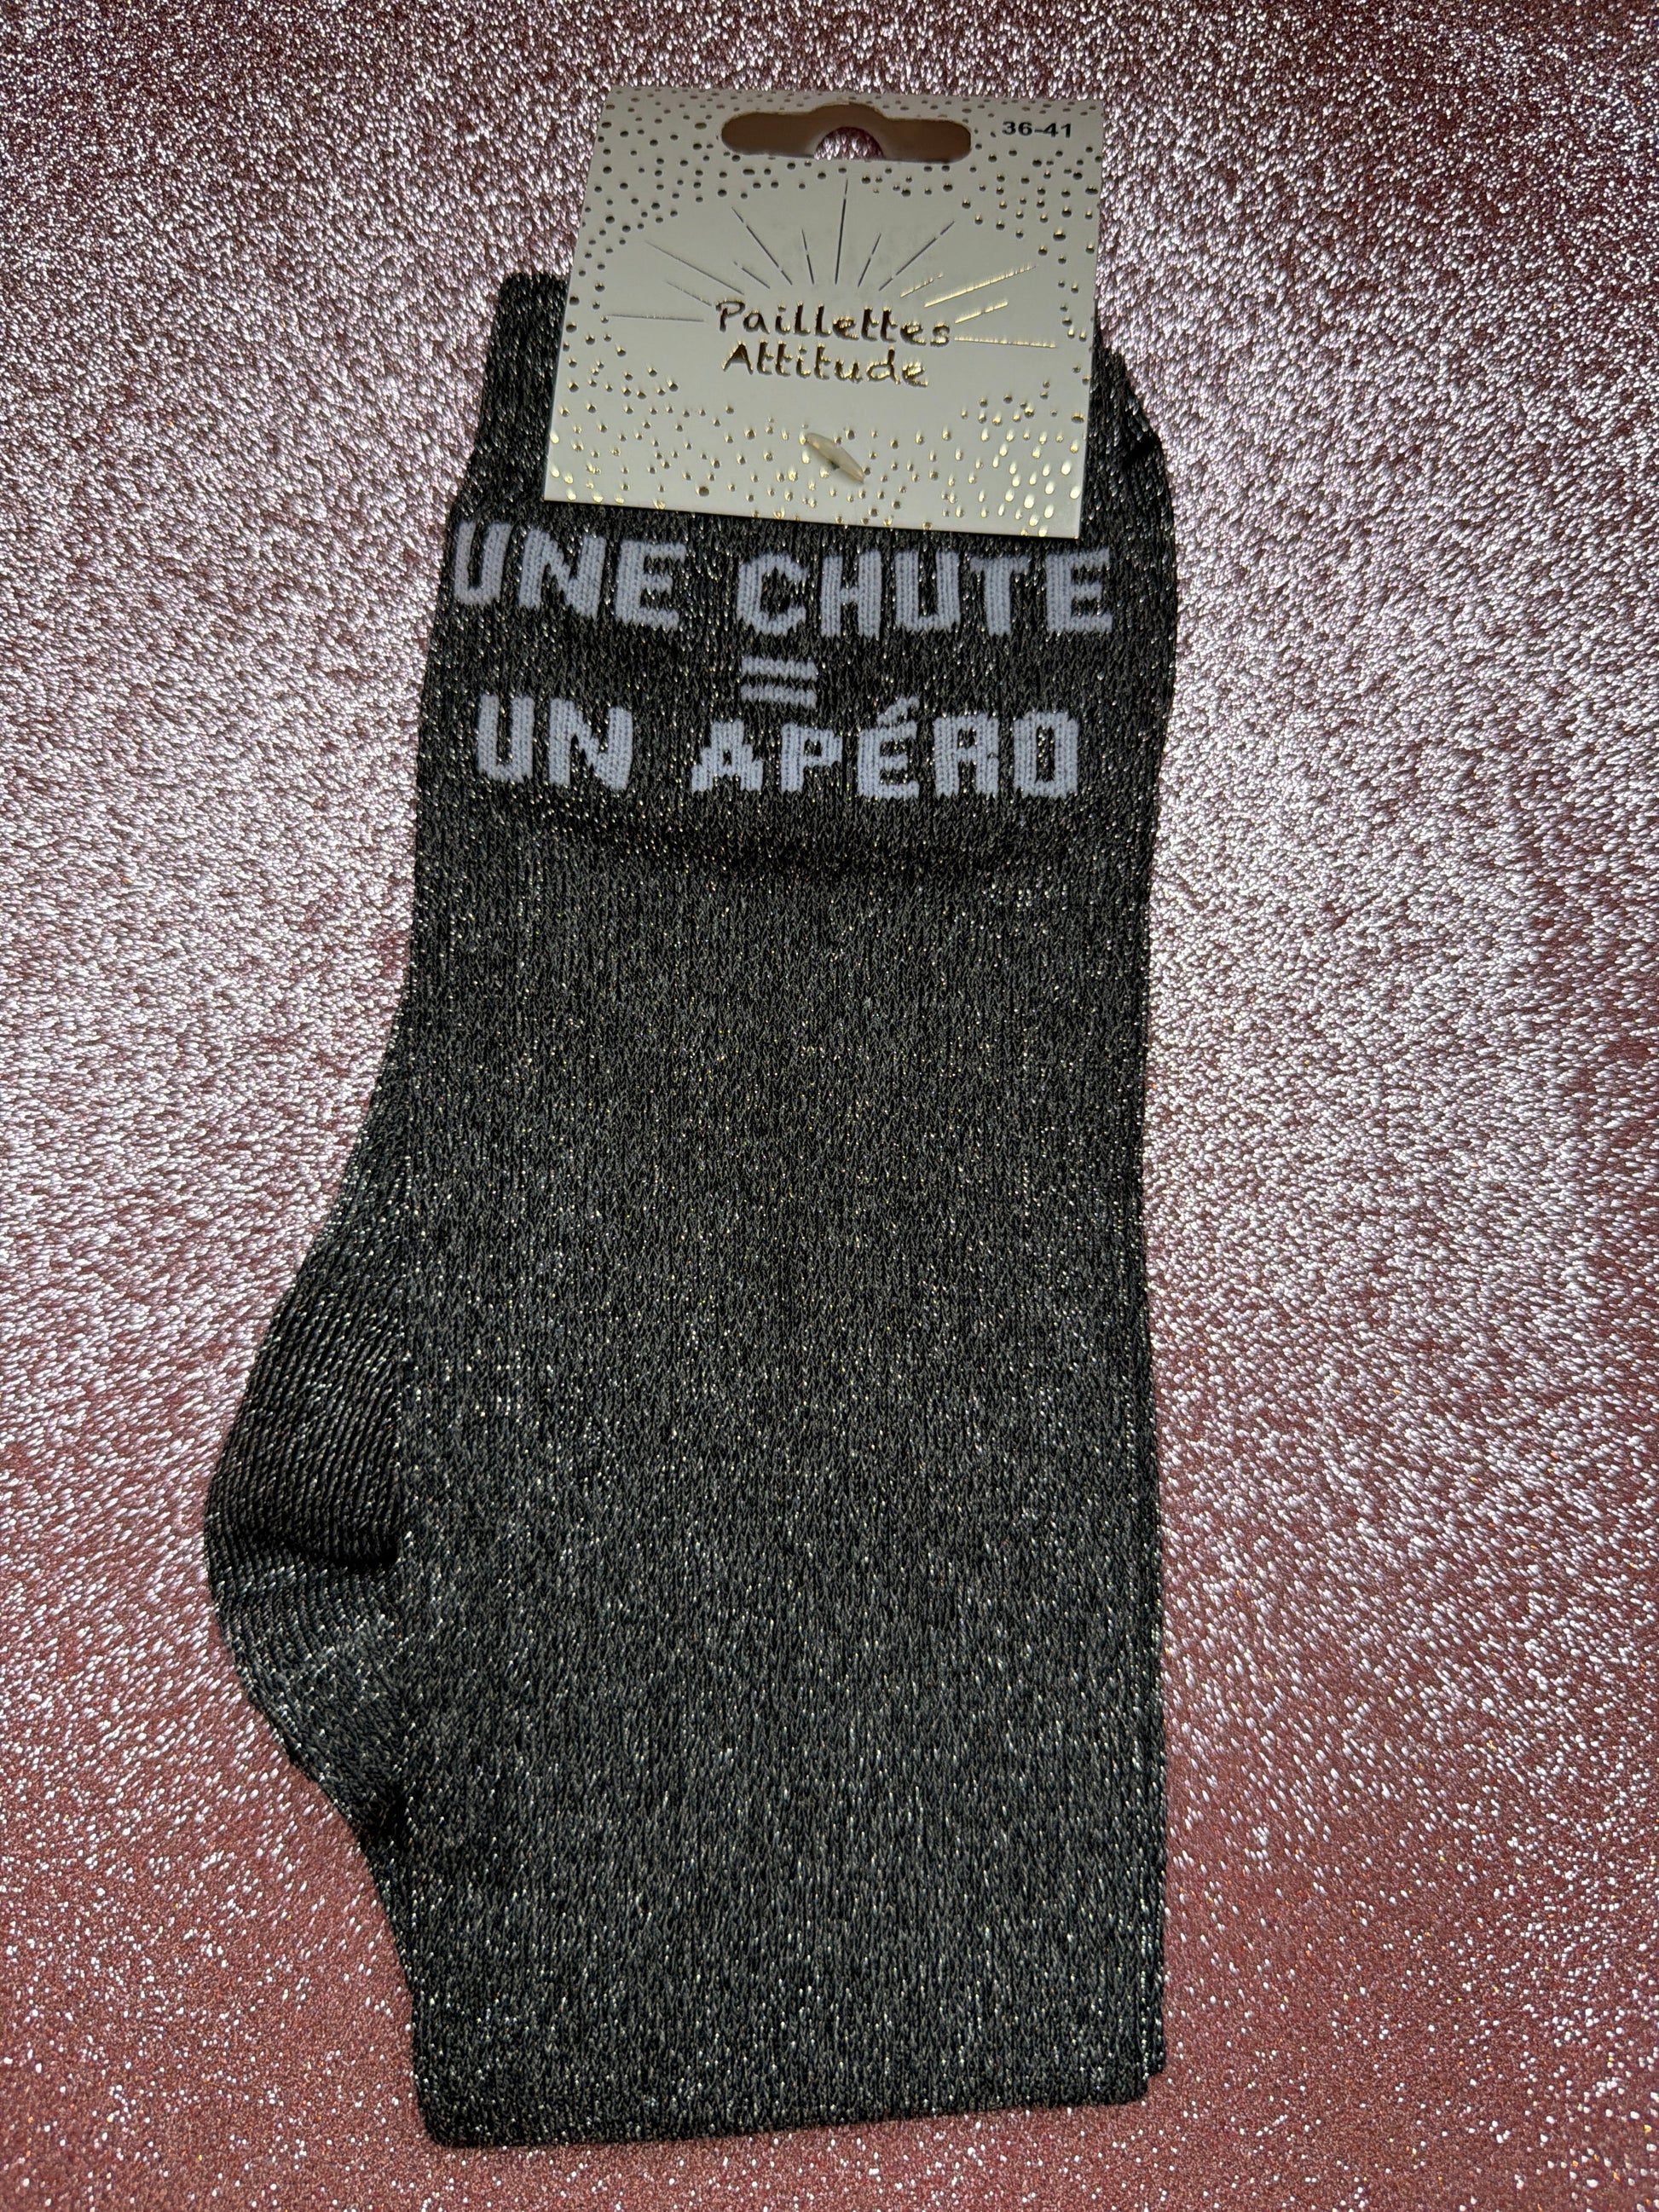 36-41
Paillettes
Attitude
UNE CHUTE
=
UN APÉRO